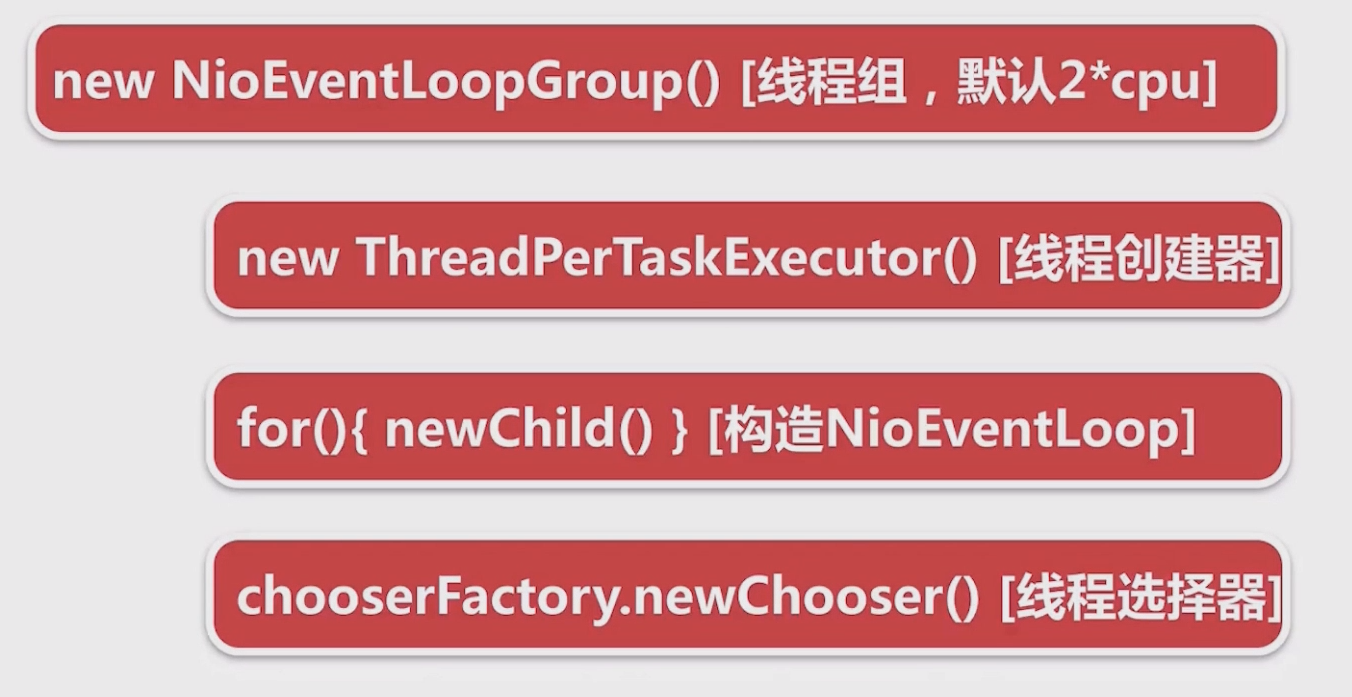 new NioEventLoopGroup() [线程组，默认2*cpu]
new ThreadPerTaskExecutor() [线程创建器]
for(){ newChild() } [构造NioEventLoop]
chooserFactory.newChooser() [线程选择器]